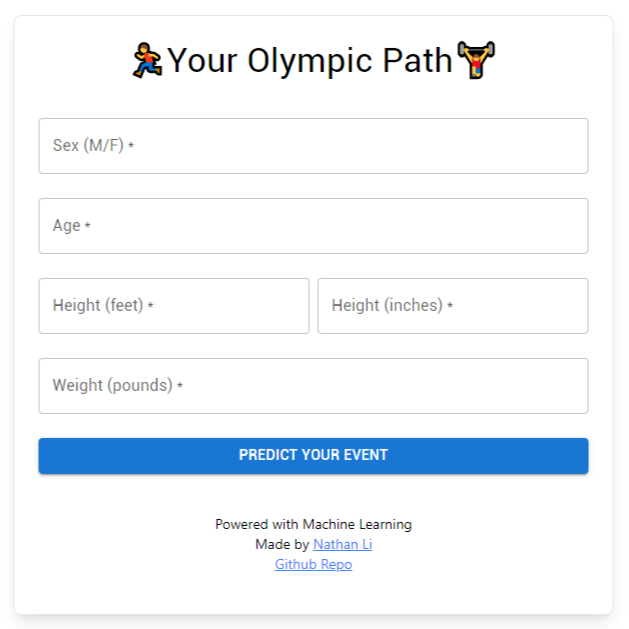 🏃Your Olympic Path🏋
Sex (M/F) *
Age *
Height (feet) * Height (inches) *
Weight (pounds) *
PREDICT YOUR EVENT
Powered with Machine Learning
Made by Nathan Li
Github Repo